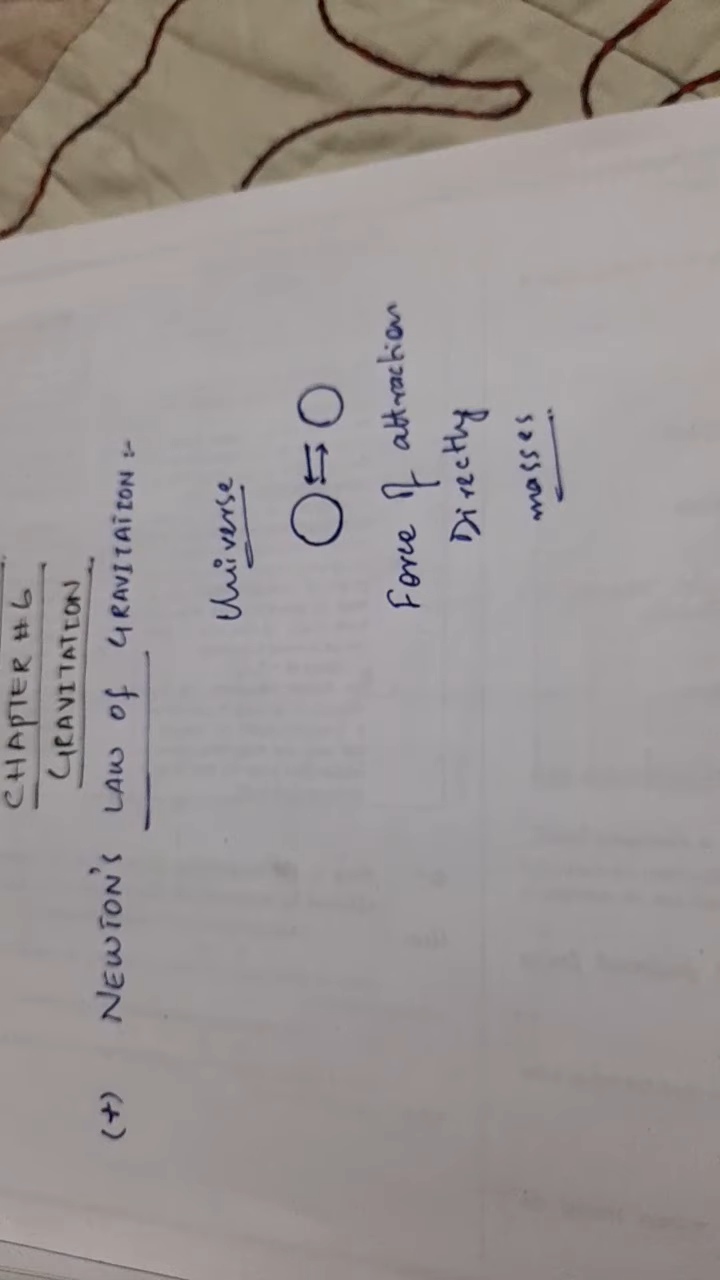 CHAPTER #6
GRAVITATION
(+) NEWTON'S LAW OF GRAVITATION :-
Universe
Force of attraction
Directly
masses